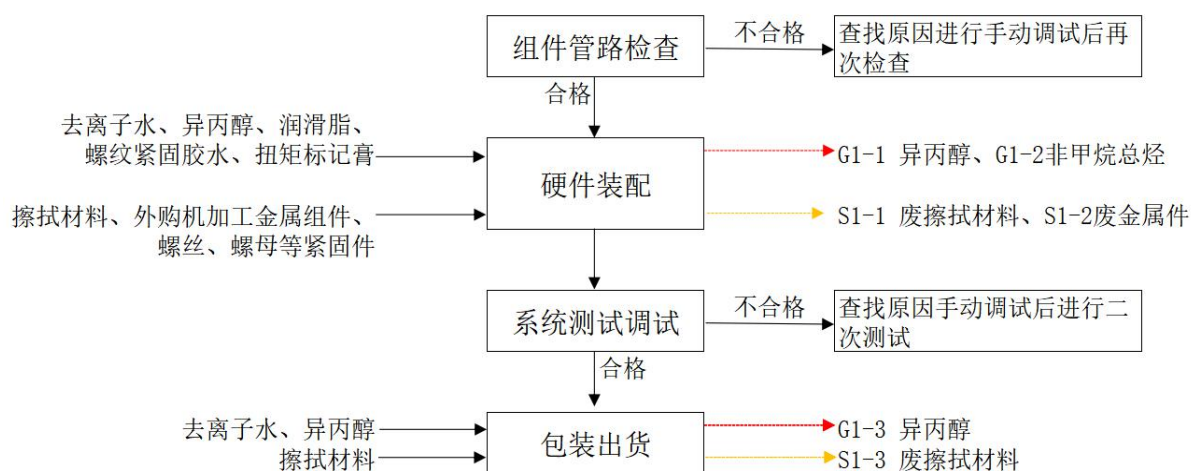 组件管路检查
不合格
查找原因进行手动调试后再
次检查
合格
去离子水、异丙醇、润滑脂、
螺纹紧固胶水、扭矩标记膏
硬件装配
G1-1 异丙醇、G1-2非甲烷总烃
擦拭材料、外购机加工金属组件、
螺丝、螺母等紧固件
S1-1 废擦拭材料、S1-2废金属件
系统测试调试
不合格
查找原因手动调试后进行二
次测试
合格
去离子水、异丙醇
擦拭材料
包装出货
G1-3 异丙醇
S1-3 废擦拭材料